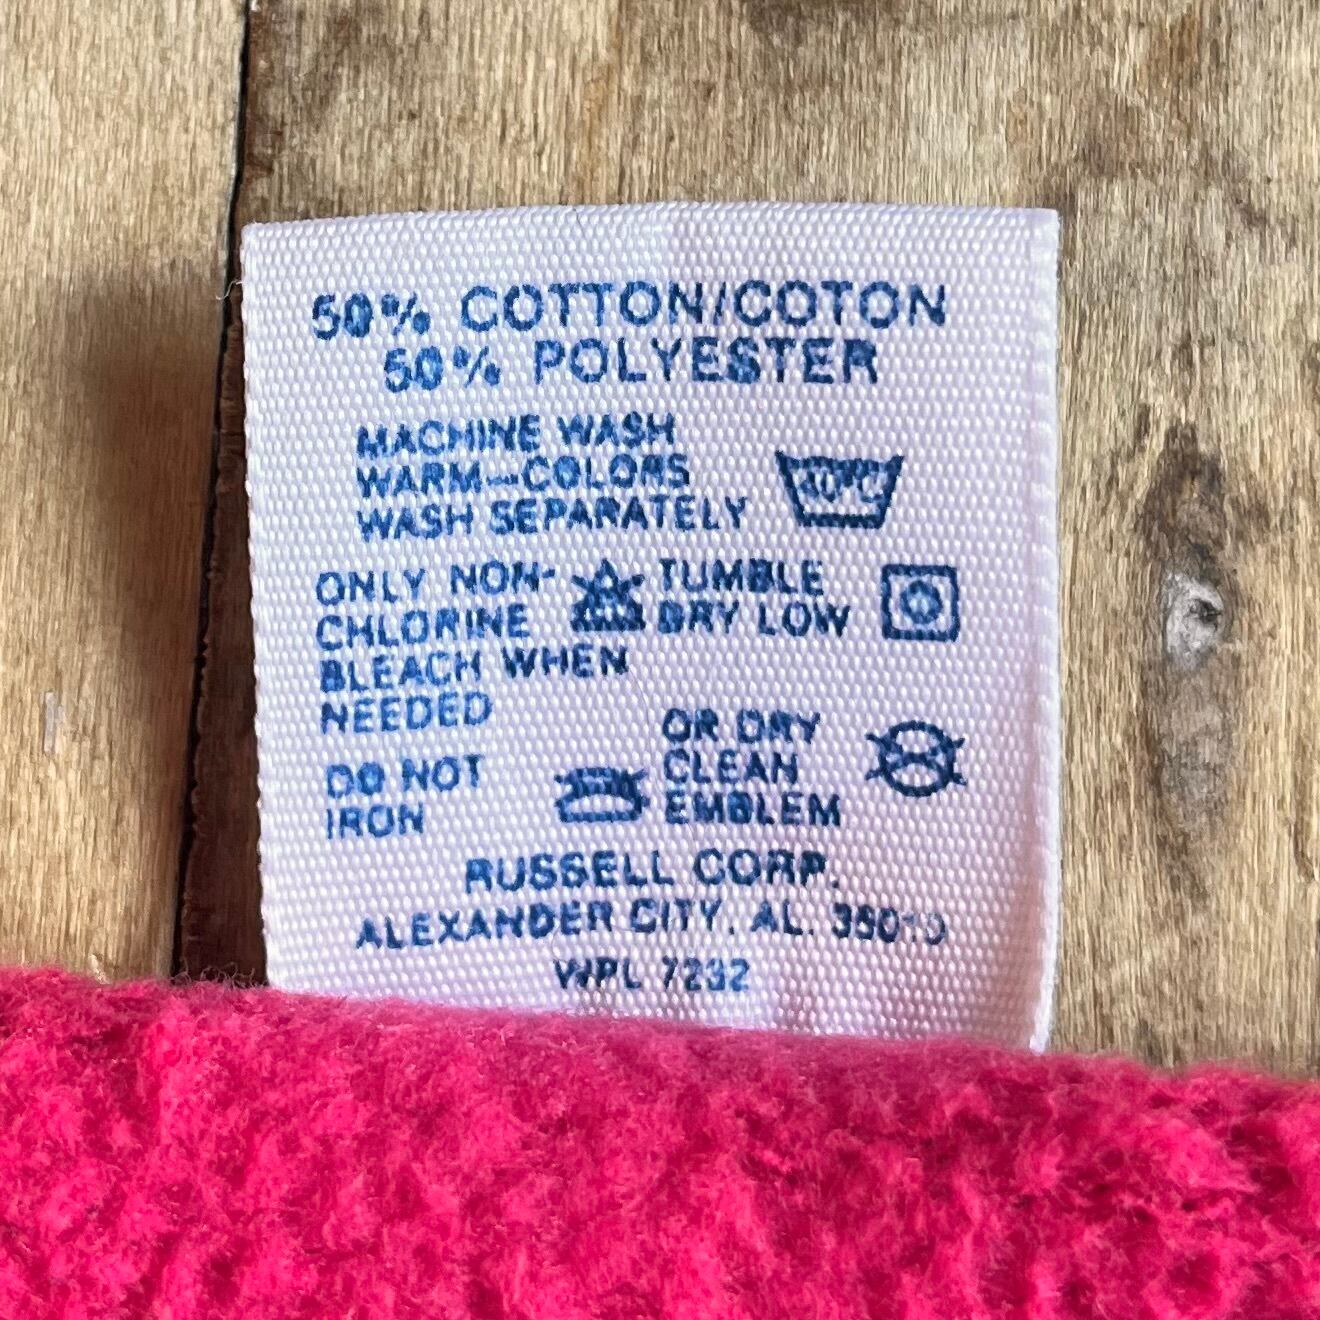 50% COTTON/COTON
50% POLYESTER
MACHINE WASH
WARM—COLORS
WASH SEPARATELY
40°C
ONLY NON-
CHLORINE
BLEACH WHEN
NEEDED
TUMBLE
DRY LOW
DO NOT
IRON
OR DRY
CLEAN
EMBLEM
RUSSELL CORP.
ALEXANDER CITY, AL. 35010
WPL 7232